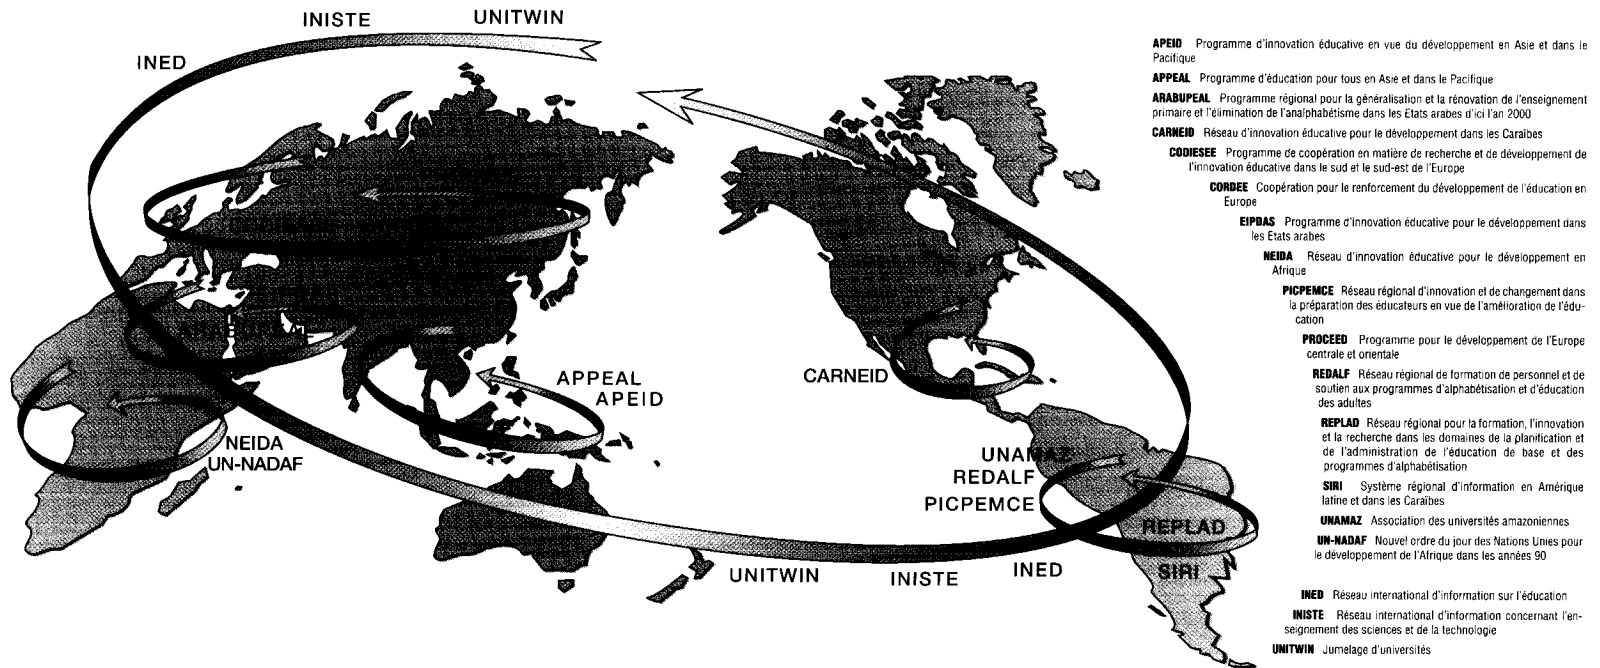 INISTE
UNITWIN
INED
ARABUPEAL
APPEAL
APEID
NEIDA
UN-NADAF
CARNEID
UNAMAZ
REDALF
PICPEMCE
REPLAD
SIRI
UNITWIN
INISTE
INED
APEID Programme d'innovation éducative en vue du développement en Asie et dans le
Pacifique
APPEAL Programme d'éducation pour tous en Asie et dans le Pacifique
ARABUPEAL Programme régional pour la généralisation et la rénovation de l'enseignement
primaire et l'élimination de l'analphabétisme dans les Etats arabes d'ici l'an 2000
CARNEID Réseau d'innovation éducative pour le développement dans les Caraïbes
CODIESEE Programme de coopération en matière de recherche et de développement de
l'innovation éducative dans le sud et le sud-est de l'Europe
CORDEE Coopération pour le renforcement du développement de l'éducation en
Europe
EIPDAS Programme d'innovation éducative pour le développement dans
les Etats arabes
NEIDA Réseau d'innovation éducative pour le développement en
Afrique
PICPEMCE Réseau régional d'innovation et de changement dans
la préparation des éducateurs en vue de l'amélioration de l'édu-
cation
PROCEED Programme pour le développement de l'Europe
centrale et orientale
REDALF Réseau régional de formation de personnel et de
soutien aux programmes d'alphabétisation et d'éducation
des adultes
REPLAD Réseau régional pour la formation, l'innovation
et la recherche dans les domaines de la planification et
de l'administration de l'éducation de base et des
programmes d'alphabétisation
SIRI Système régional d'information en Amérique
latine et dans les Caraïbes
UNAMAZ Association des universités amazoniennes
UN-NADAF Nouvel ordre du jour des Nations Unies pour
le développement de l'Afrique dans les années 90
INED Réseau international d'information sur l'éducation
INISTE Réseau international d'information concernant l'en-
seignement des sciences et de la technologie
UNITWIN Jumelage d'universités